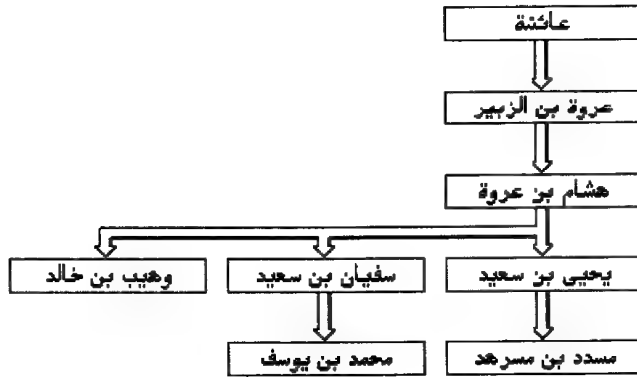 عائشة
عروة بن الزبير
هشام بن عروة
يحيى بن سعيد
سفيان بن سعيد
وهيب بن خالد
مسدد بن مسرهد
محمد بن يوسف